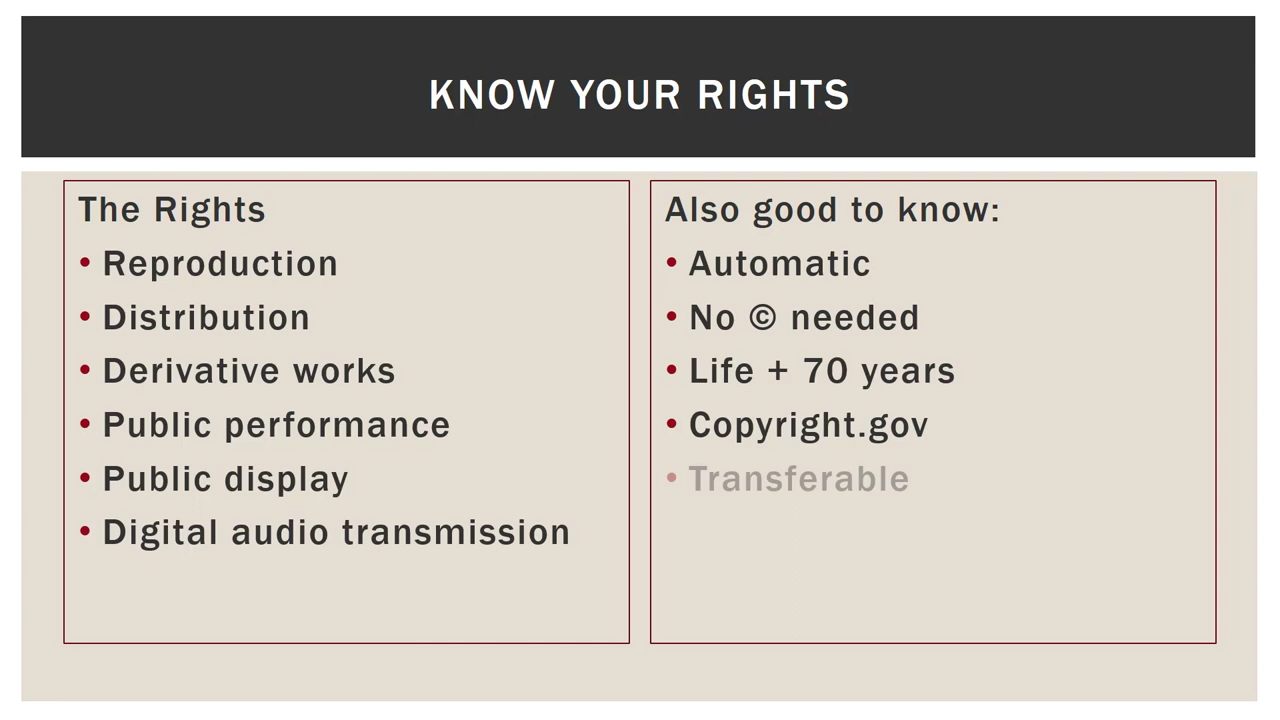 KNOW YOUR RIGHTS
The Rights
• Reproduction
• Distribution
• Derivative works
• Public performance
• Public display
• Digital audio transmission
Also good to know:
• Automatic
• No © needed
• Life + 70 years
• Copyright.gov
• Transferable